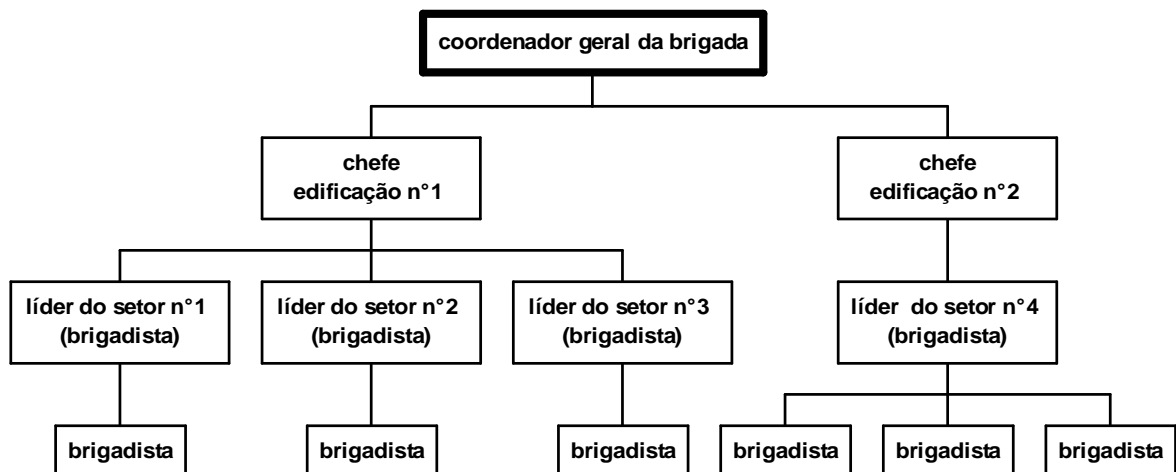 coordenador geral da brigada
chefe
edificação n°1
chefe
edificação n°2
líder do setor n°1
(brigadista)
líder do setor n°2
(brigadista)
líder do setor n°3
(brigadista)
líder do setor n°4
(brigadista)
brigadista
brigadista
brigadista
brigadista
brigadista
brigadista